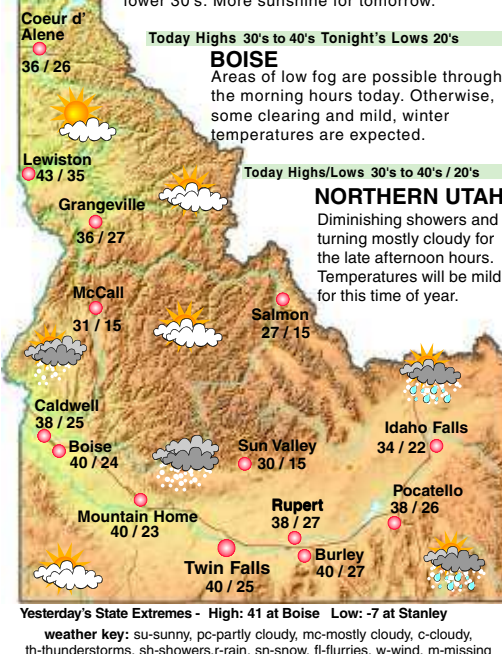 lower 30's. More sunshine for tomorrow.
Coeur d'
Alene
36 / 26
Today Highs 30's to 40's Tonight's Lows 20's
BOISE
Areas of low fog are possible through
the morning hours today. Otherwise,
some clearing and mild, winter
temperatures are expected.
Lewiston
43 / 35
Today Highs/Lows 30's to 40's / 20's
Grangeville
36 / 27
NORTHERN UTAH
Diminishing showers and
turning mostly cloudy for
the late afternoon hours.
Temperatures will be mild
for this time of year.
McCall
31 / 15
Salmon
27 / 15
Caldwell
38 / 25
Boise
40 / 24
Sun Valley
30 / 15
Idaho Falls
34 / 22
Pocatello
38 / 26
Mountain Home
40 / 23
Rupert
38 / 27
Twin Falls
40 / 25
Burley
40 / 27
Yesterday's State Extremes - High: 41 at Boise Low: -7 at Stanley
weather key: su-sunny, pc-partly cloudy, mc-mostly cloudy, c-cloudy,
th-thunderstorms, sh-showers,r-rain, sn-snow, fl-flurries, w-wind, m-missing